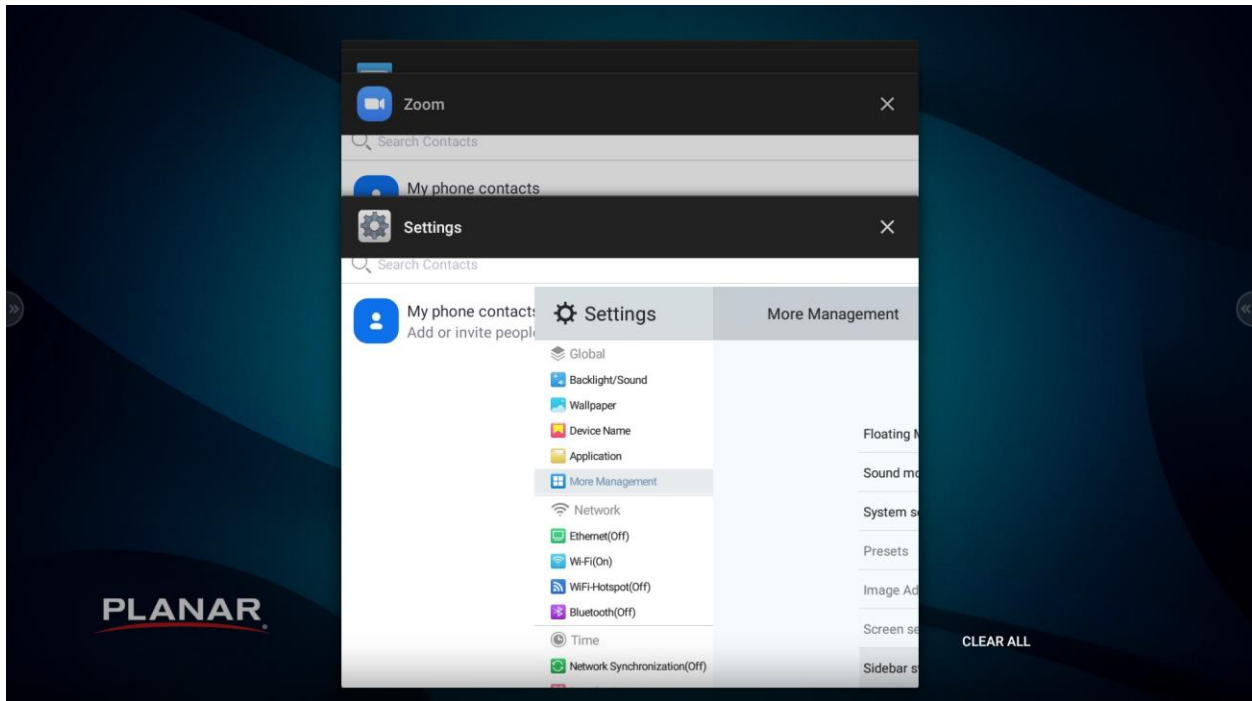 Zoom
Search Contacts
My phone contacts
Settings
Search Contacts
My phone contacts
Add or invite people
Settings
More Management
Global
Backlight/Sound
Wallpaper
Device Name
Application
More Management
Network
Ethernet(Off)
Wi-Fi(On)
WiFi-Hotspot(Off)
Bluetooth(Off)
Time
Network Synchronization(Off)
Floating
Sound
System
Presets
Image
Screen
Sidebar
PLANAR
CLEAR ALL